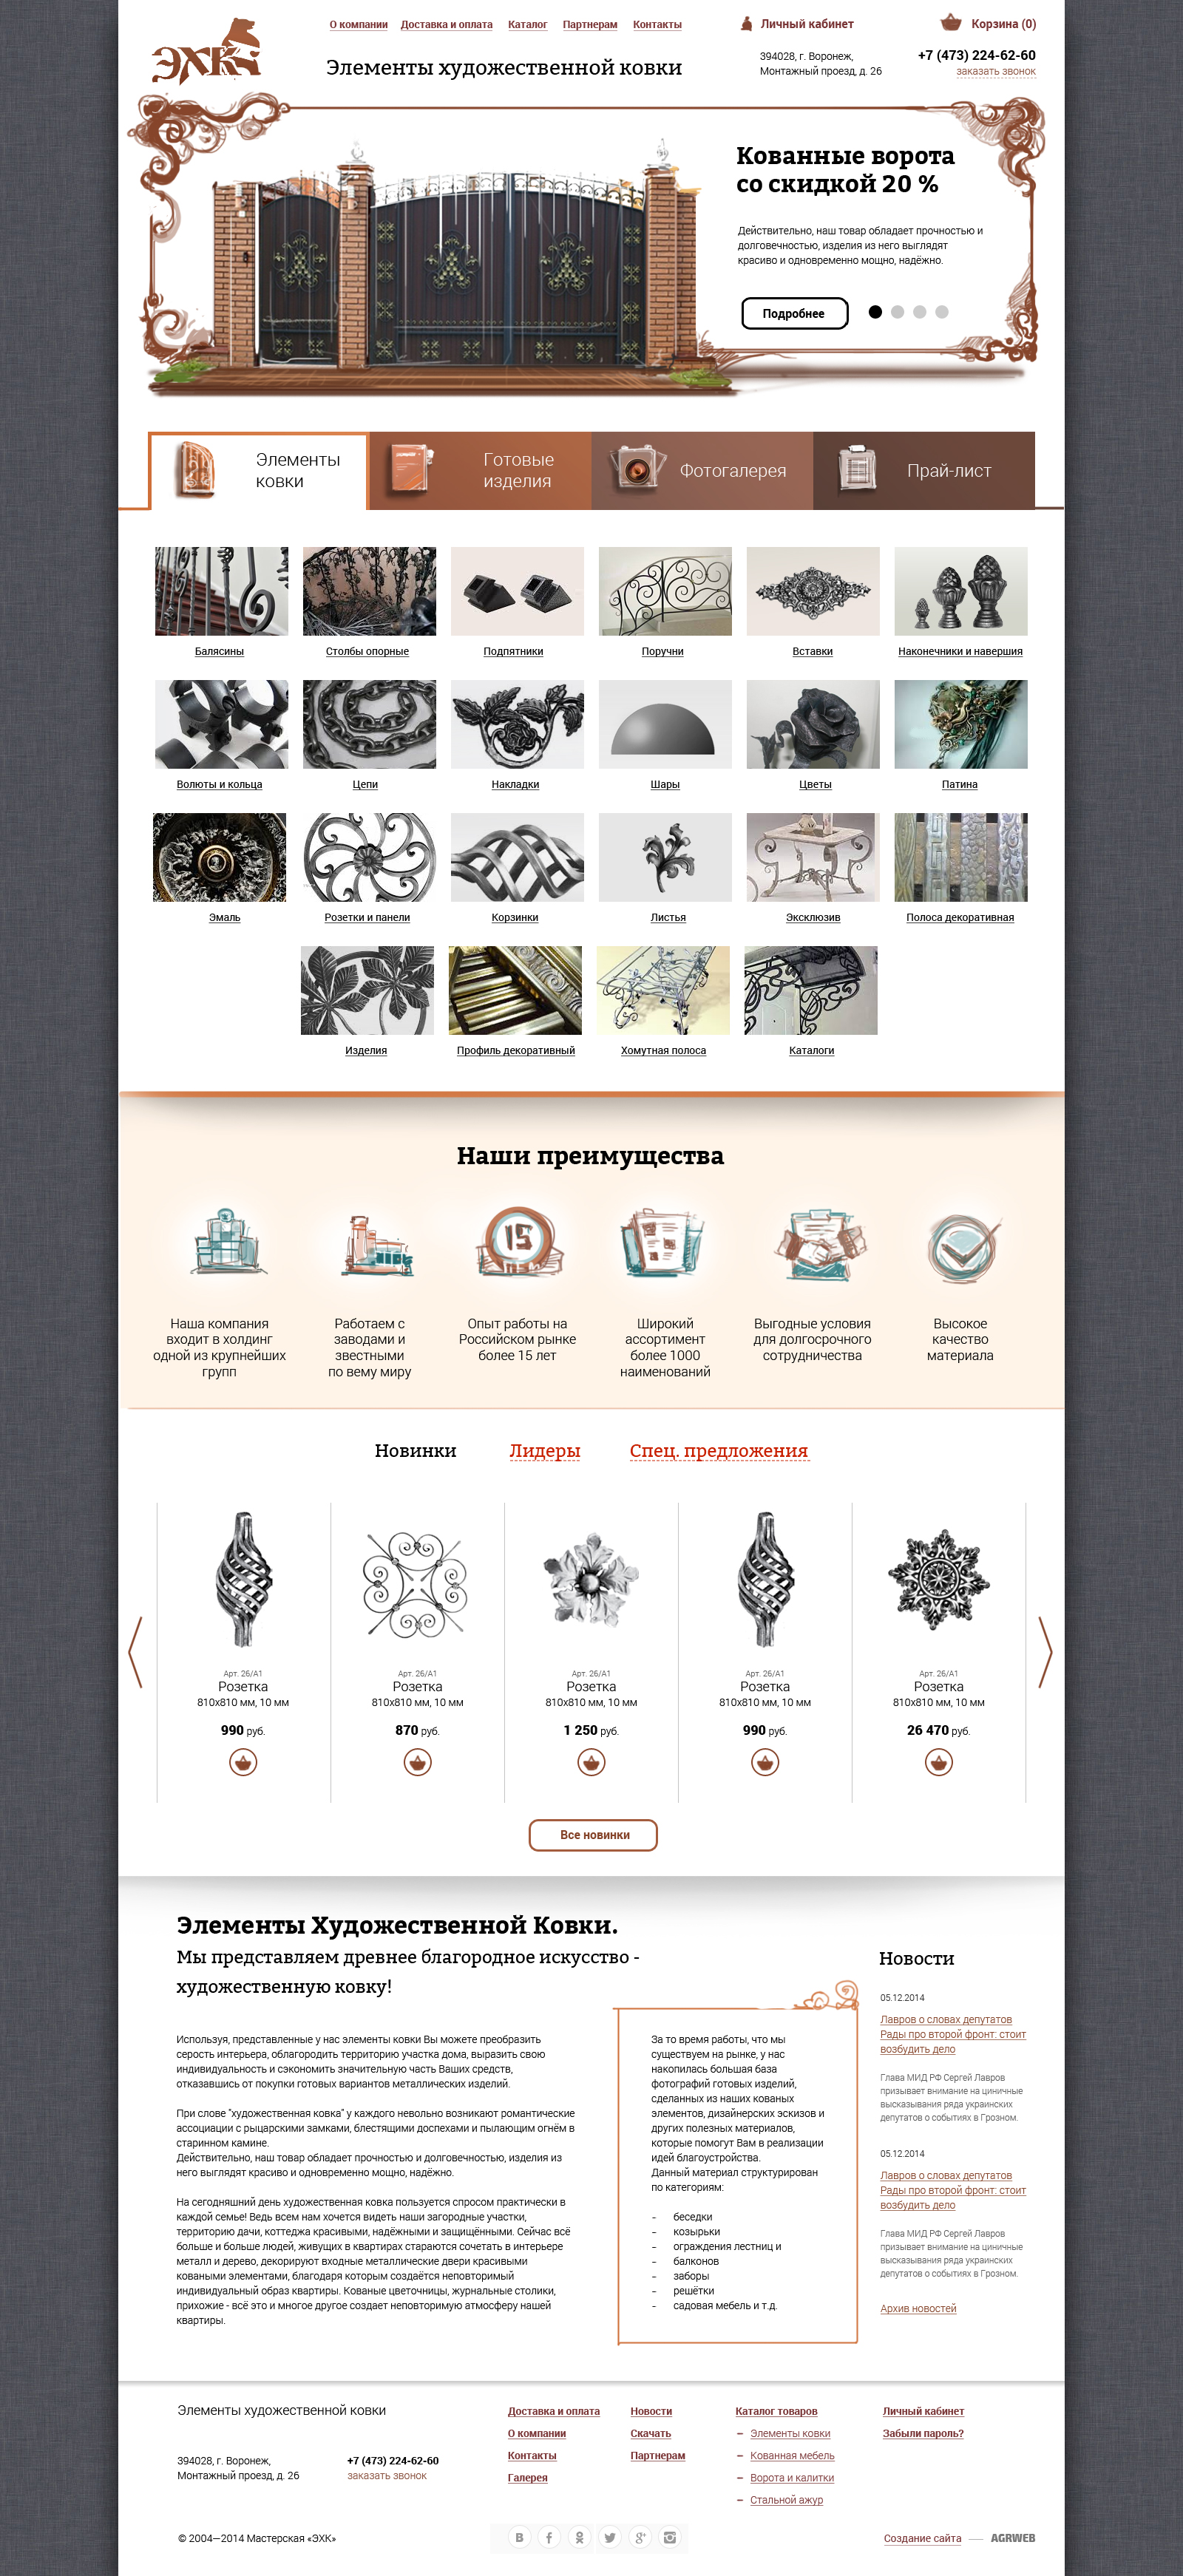 ЭХК
О компании Доставка и оплата Каталог Партнерам Контакты
Личный кабинет
Корзина (0)
Элементы художественной ковки
394028, г. Воронеж,
Монтажный проезд, д. 26
+7 (473) 224-62-60
заказать звонок
Кованные ворота
со скидкой 20 %
Действительно, наш товар обладает прочностью и
долговечностью, изделия из него выглядят
красиво и одновременно мощно, надёжно.
Подробнее
Элементы
ковки
Готовые
изделия
Фотогалерея
Прай-лист
Балясины
Столбы опорные
Подпятники
Поручни
Вставки
Наконечники и навершия
Волюты и кольца
Цепи
Накладки
Шары
Цветы
Патина
Эмаль
Розетки и панели
Корзинки
Листья
Эксклюзив
Полоса декоративная
Изделия
Профиль декоративный
Хомутная полоса
Каталоги
Наши преимущества
15
Наша компания
входит в холдинг
одной из крупнейших
групп
Работаем с
заводами и
звестными
по вему миру
Опыт работы на
Российском рынке
более 15 лет
Широкий
ассортимент
более 1000
наименований
Выгодные условия
для долгосрочного
сотрудничества
Высокое
качество
материала
Новинки Лидеры Спец. предложения
Арт. 26/А1
Розетка
810х810 мм, 10 мм
990 руб.
Арт. 26/А1
Розетка
810х810 мм, 10 мм
870 руб.
Арт. 26/А1
Розетка
810х810 мм, 10 мм
1 250 руб.
Арт. 26/А1
Розетка
810х810 мм, 10 мм
990 руб.
Арт. 26/А1
Розетка
810х810 мм, 10 мм
26 470 руб.
Все новинки
Элементы Художественной Ковки.
Мы представляем древнее благородное искусство -
художественную ковку!
Используя, представленные у нас элементы ковки Вы можете преобразить
серость интерьера, облагородить территорию участка дома, выразить свою
индивидуальность и сэкономить значительную часть Ваших средств,
отказавшись от покупки готовых вариантов металлических изделий.
При слове "художественная ковка" у каждого невольно возникают романтические
ассоциации с рыцарскими замками, блестящими доспехами и пылающим огнём в
старинном камине.
Действительно, наш товар обладает прочностью и долговечностью, изделия из
него выглядят красиво и одновременно мощно, надёжно.
На сегодняшний день художественная ковка пользуется спросом практически в
каждой семье! Ведь всем нам хочется видеть наши загородные участки,
территорию дачи, коттеджа красивыми, надёжными и защищёнными. Сейчас всё
больше и больше людей, живущих в квартирах стараются сочетать в интерьере
металл и дерево, декорируют входные металлические двери красивыми
коваными элементами, благодаря которым создаётся неповторимый
индивидуальный образ квартиры. Кованые цветочницы, журнальные столики,
прихожие - всё это и многое другое создает неповторимую атмосферу нашей
квартиры.
За то время работы, что мы
существуем на рынке, у нас
накопилась большая база
фотографий готовых изделий,
сделанных из наших кованых
элементов, дизайнерских эскизов и
других полезных материалов,
которые помогут Вам в реализации
идей благоустройства.
Данный материал структурирован
по категориям:
- беседки
- козырьки
- ограждения лестниц и
- балконов
- заборы
- решётки
- садовая мебель и т.д.
Новости
05.12.2014
Лавров о словах депутатов
Рады про второй фронт: стоит
возбудить дело
Глава МИД РФ Сергей Лавров
призывает внимание на циничные
высказывания ряда украинских
депутатов о событиях в Грозном.
05.12.2014
Лавров о словах депутатов
Рады про второй фронт: стоит
возбудить дело
Глава МИД РФ Сергей Лавров
призывает внимание на циничные
высказывания ряда украинских
депутатов о событиях в Грозном.
Архив новостей
Элементы художественной ковки
394028, г. Воронеж,
Монтажный проезд, д. 26
+7 (473) 224-62-60
заказать звонок
Доставка и оплата
О компании
Контакты
Галерея
Новости
Скачать
Партнерам
Каталог товаров
– Элементы ковки
– Кованная мебель
– Ворота и калитки
– Стальной ажур
Личный кабинет
Забыли пароль?
© 2004—2014 Мастерская «ЭХК»
Создание сайта — AGRWEB